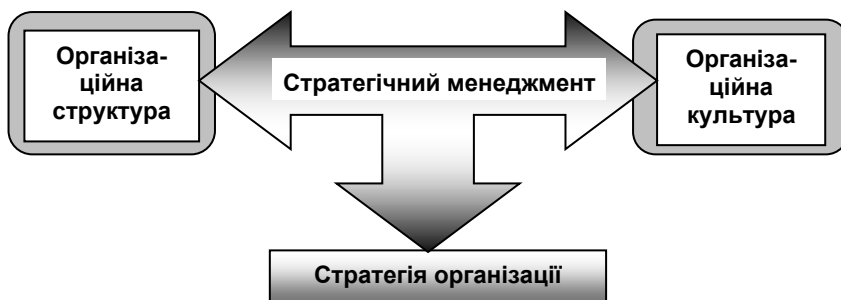 Організа-
ційна
структура
Стратегічний менеджмент
Організа-
ційна
культура
Стратегія організації